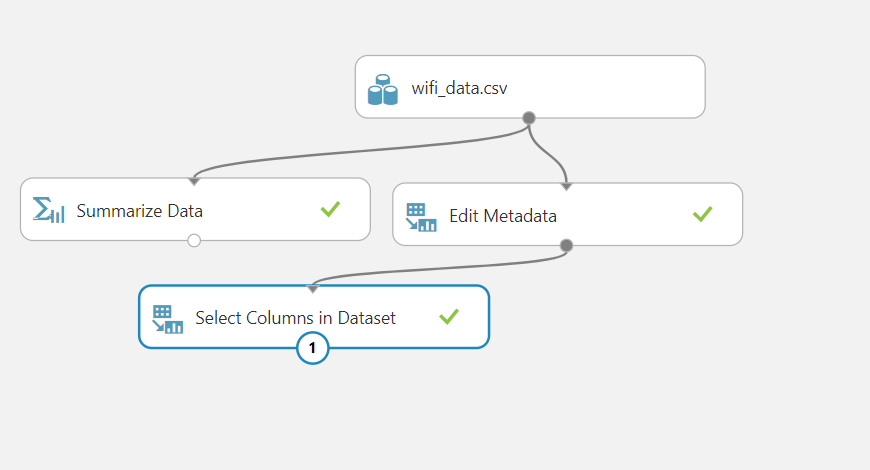 wifi_data.csv
Summarize Data
Edit Metadata
Select Columns in Dataset
1